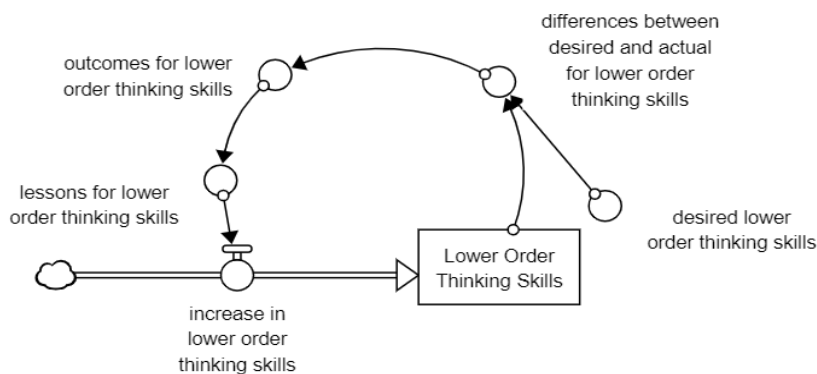 differences between
desired and actual
for lower order
thinking skills
outcomes for lower
order thinking skills
lessons for lower
order thinking skills
desired lower
order thinking skills
Lower Order
Thinking Skills
increase in
lower order
thinking skills